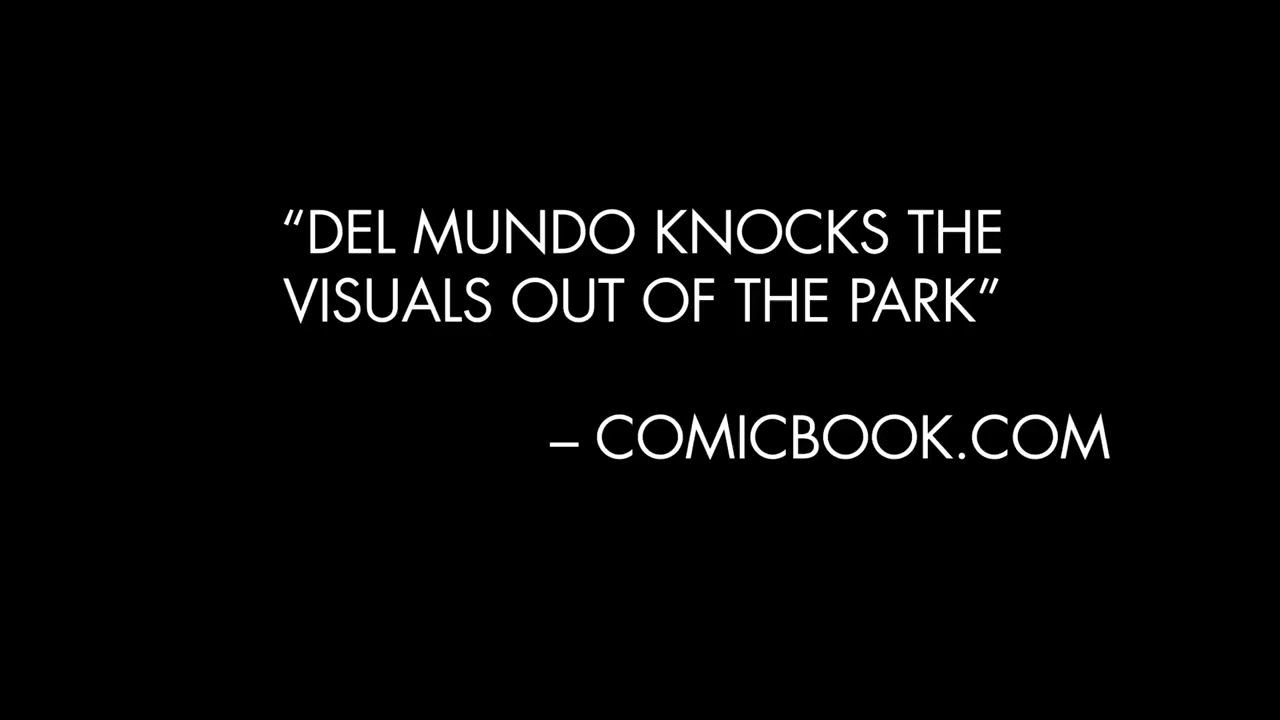 “DEL MUNDO KNOCKS THE
VISUALS OUT OF THE PARK”
– COMICBOOK.COM